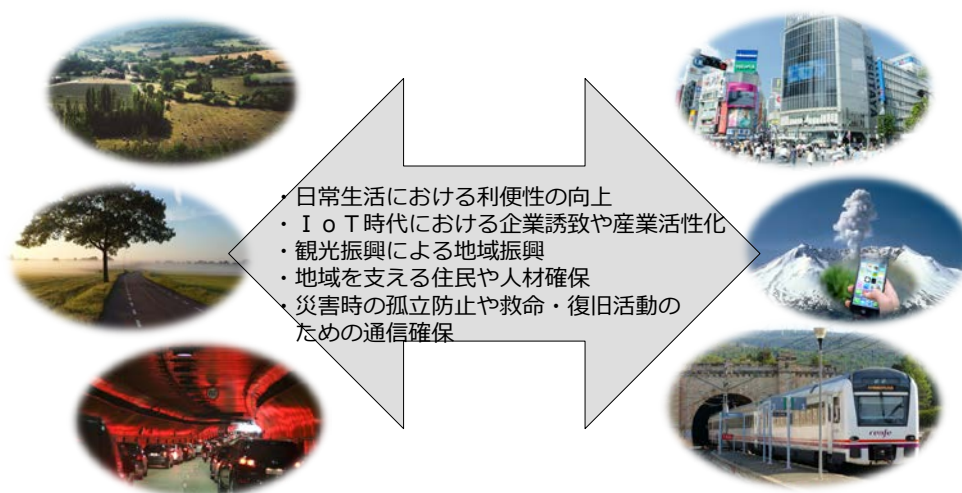 ・日常生活における利便性の向上
・ＩｏＴ時代における企業誘致や産業活性化
・観光振興による地域振興
・地域を支える住民や人材確保
・災害時の孤立防止や救命・復旧活動の
ための通信確保
renfe